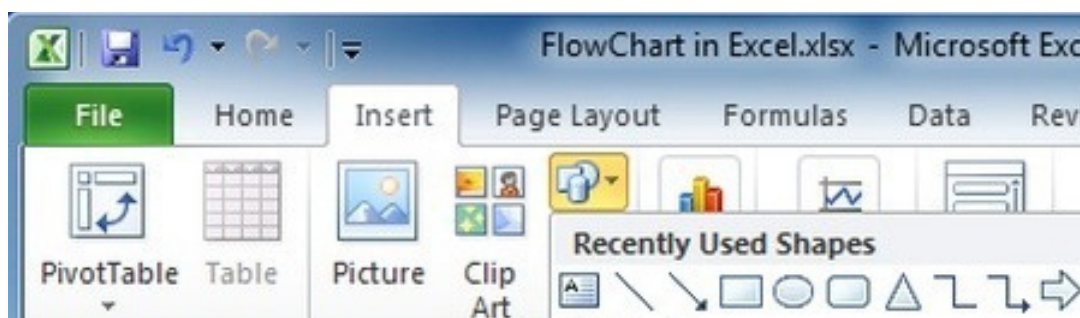 FlowChart in Excel.xlsx - Microsoft Exc
File Home Insert Page Layout Formulas Data Rev
Recently Used Shapes
PivotTable Table Picture Clip
Art